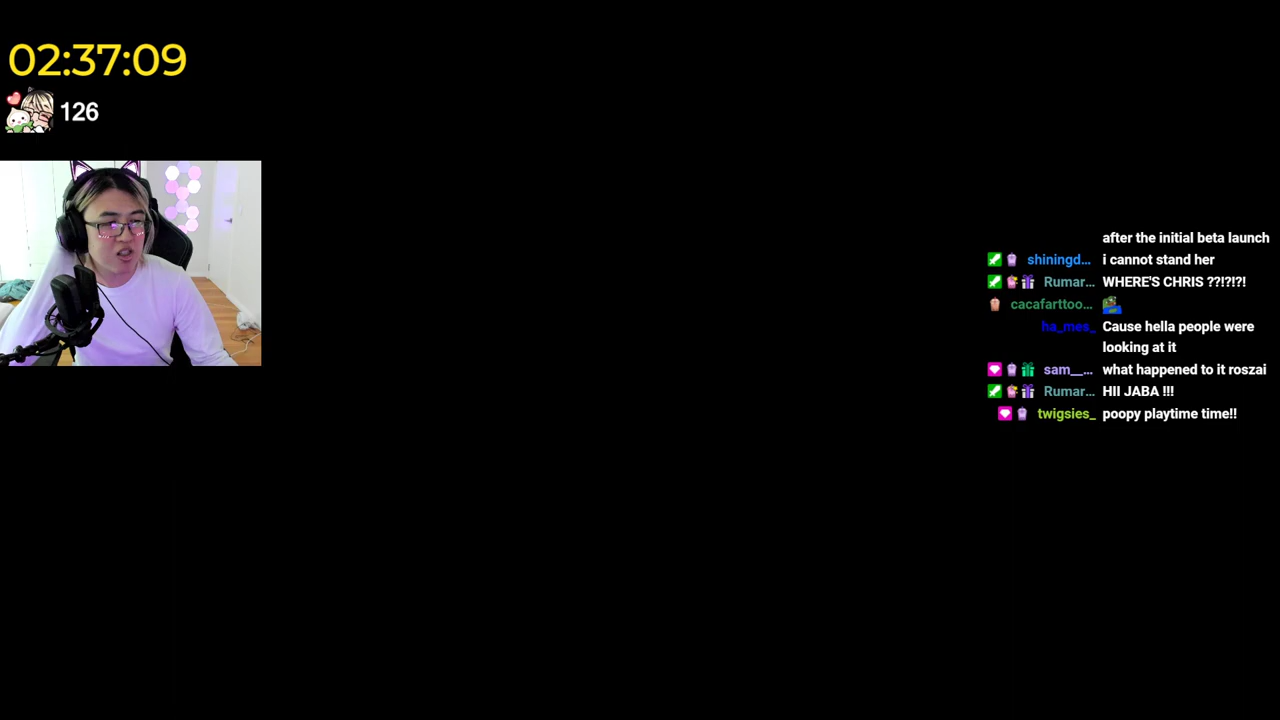 02:37:09
126
after the initial beta launch
shiningd... i cannot stand her
Rumar... WHERE'S CHRIS ??!?!?!
cacafarttoo...
ha_mes_ Cause hella people were
looking at it
sam__... what happened to it roszai
Rumar... HII JABA !!!
twigsies_ poopy playtime time!!